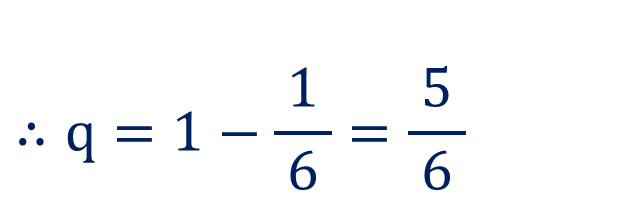 ∴ q = 1 − 1/6 = 5/6